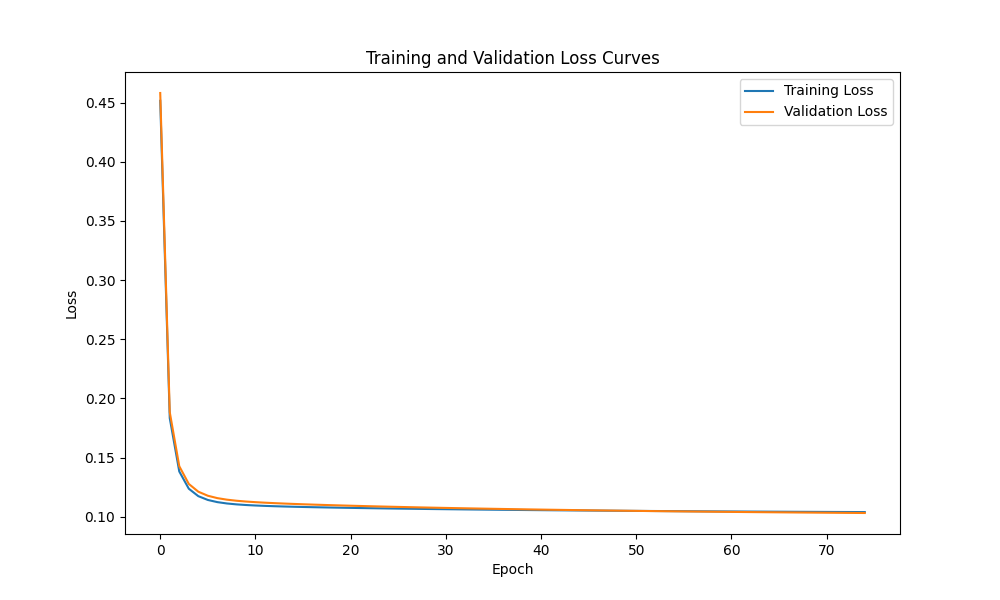 Training and Validation Loss Curves
Training Loss
Validation Loss
0.45
0.40
0.35
0.30
0.25
0.20
0.15
0.10
Loss
0 10 20 30 40 50 60 70
Epoch